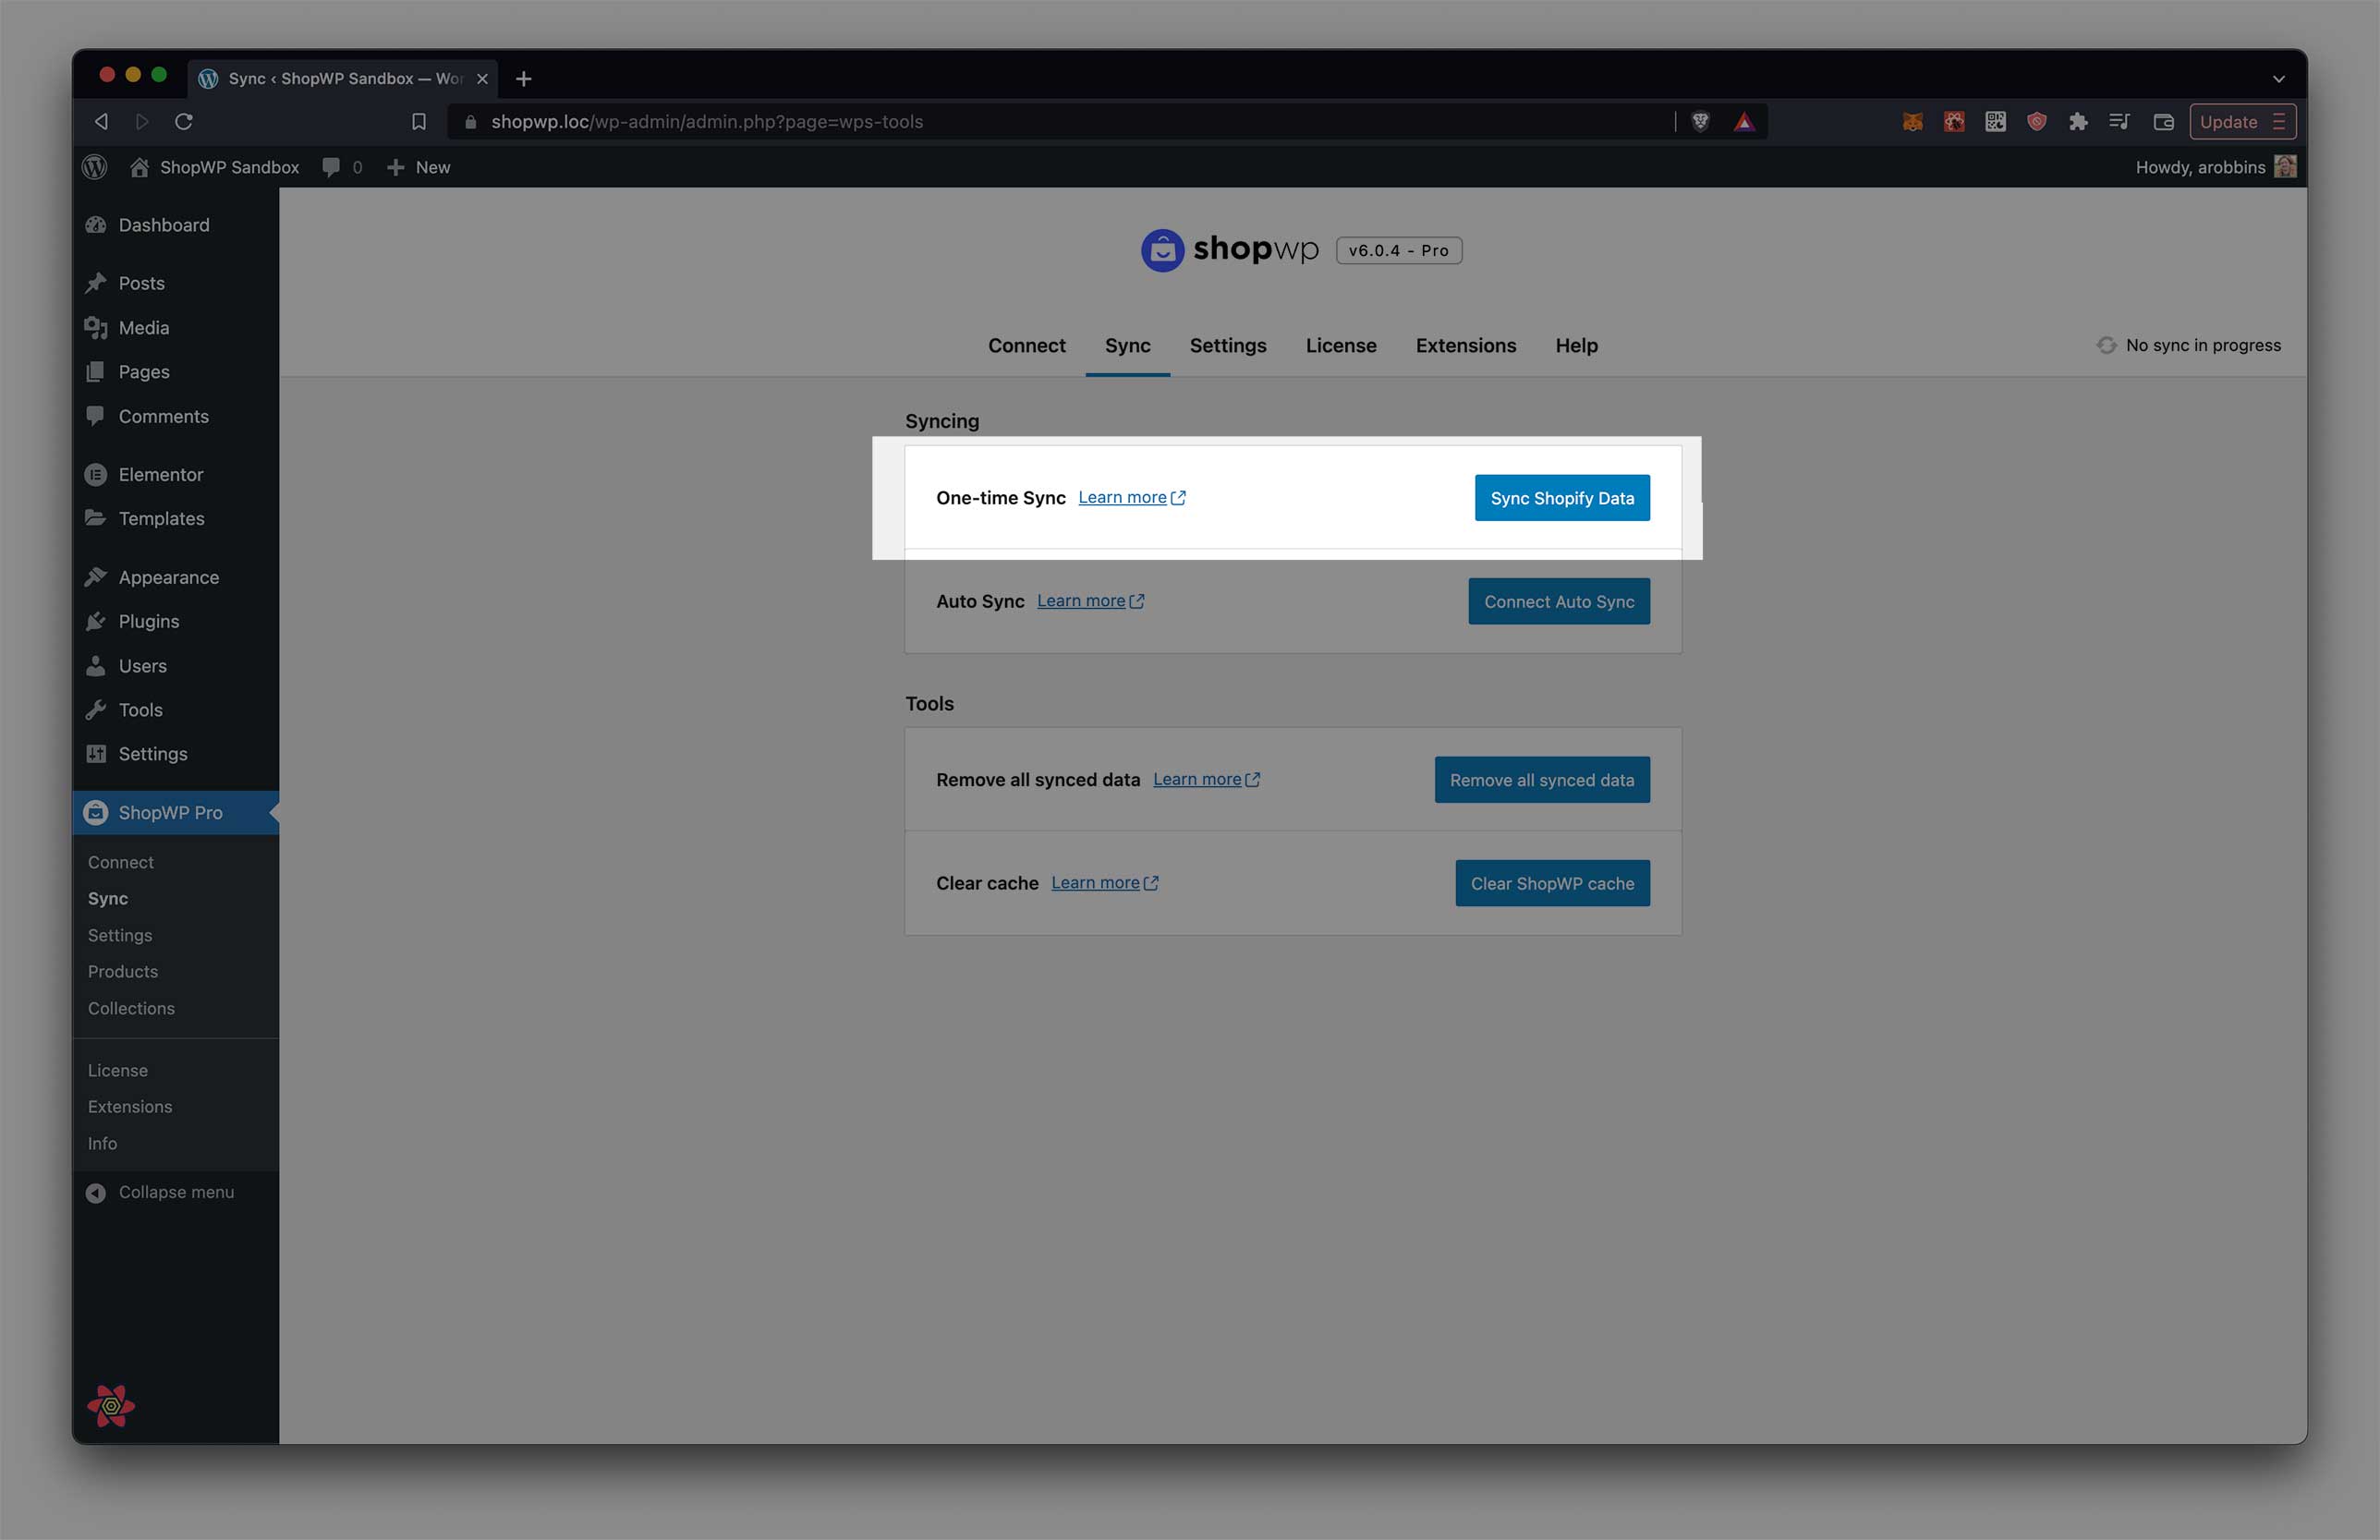 Sync ‹ ShopWP Sandbox — Wor
shopwp.loc/wp-admin/admin.php?page=wps-tools
Update
ShopWP Sandbox 0 New
Howdy, arobbins
Dashboard
Posts
Media
Pages
Comments
Elementor
Templates
Appearance
Plugins
Users
Tools
Settings
ShopWP Pro
Connect
Sync
Settings
Products
Collections
License
Extensions
Info
Collapse menu
shopwp v6.0.4 - Pro
Connect Sync Settings License Extensions Help
No sync in progress
Syncing
One-time Sync Learn more Sync Shopify Data
Auto Sync Learn more Connect Auto Sync
Tools
Remove all synced data Learn more Remove all synced data
Clear cache Learn more Clear ShopWP cache